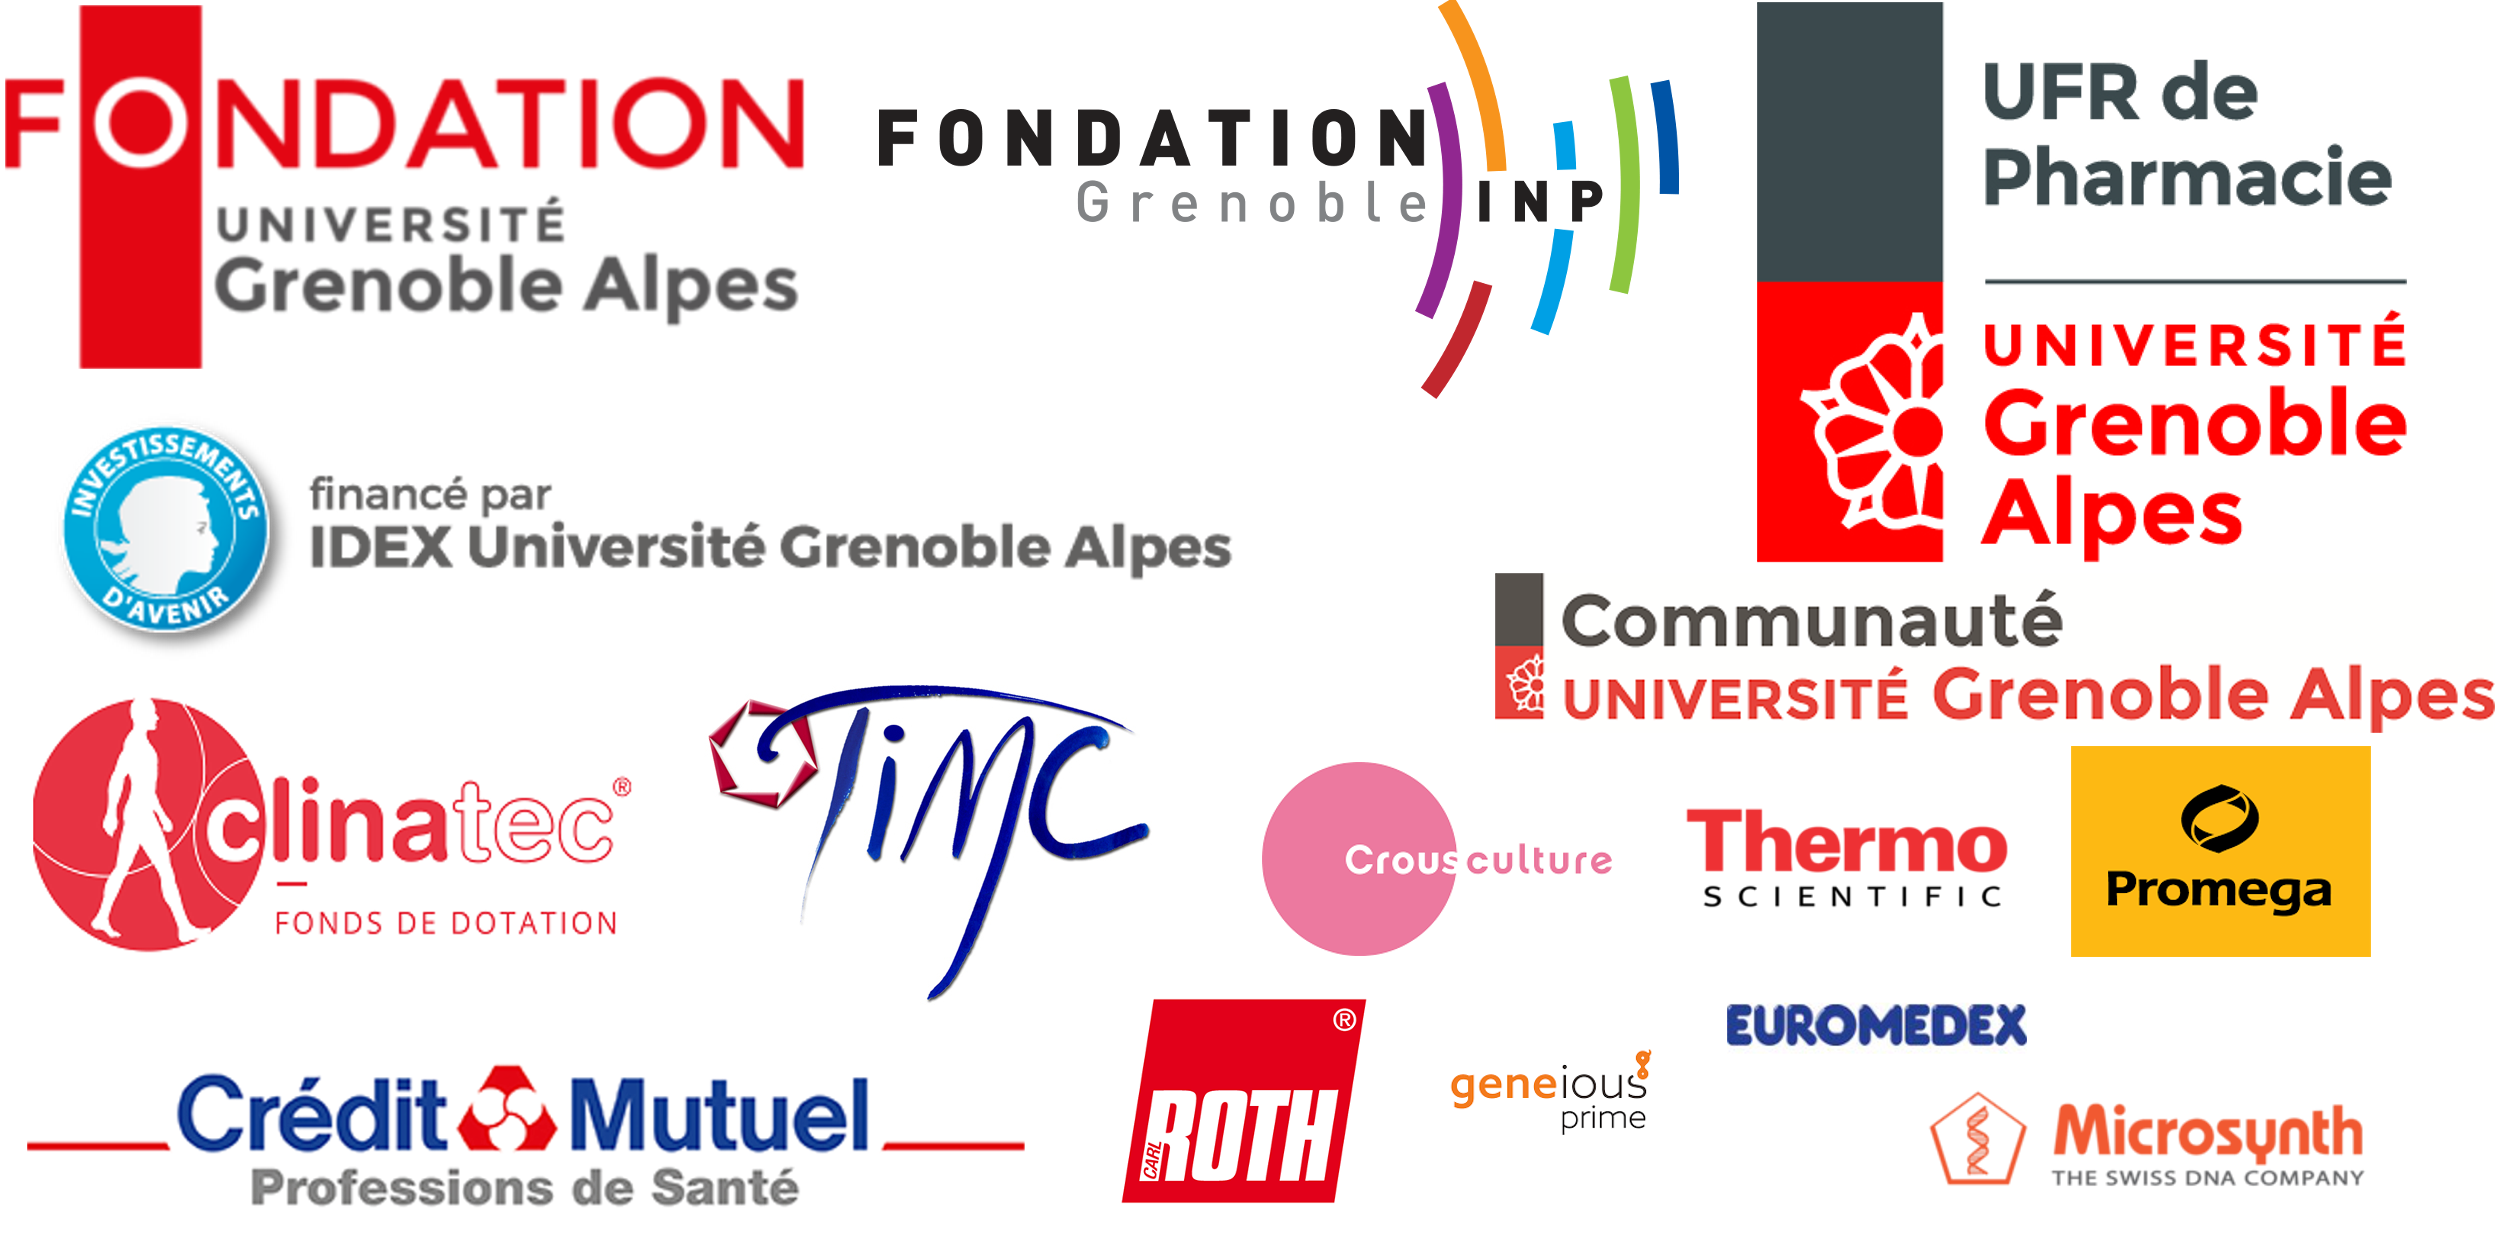 FONDATION
UNIVERSITÉ
Grenoble Alpes
FONDATION
Grenoble INP
UFR de
Pharmacie
UNIVERSITÉ
Grenoble
Alpes
INVESTISSEMENTS
D'AVENIR
financé par
IDEX Université Grenoble Alpes
Communauté
UNIVERSITÉ Grenoble Alpes
clinatec®
FONDS DE DOTATION
TiMC
Crousculture
Thermo
SCIENTIFIC
Promega
Crédit Mutuel
Professions de Santé
®
CARL
ROTH
geneious
prime
EUROMEDEX
Microsynth
THE SWISS DNA COMPANY